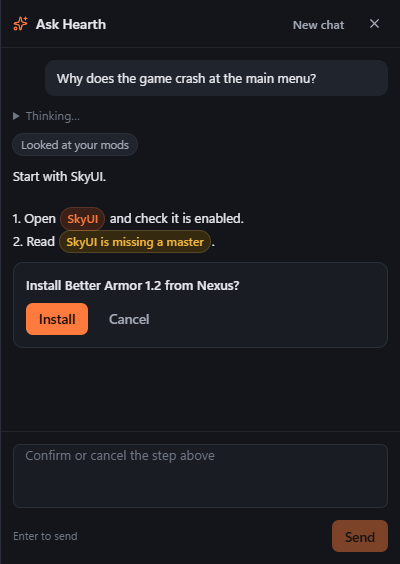 Ask Hearth
New chat
Why does the game crash at the main menu?
Thinking...
Looked at your mods
Start with SkyUI.
1. Open SkyUI and check it is enabled.
2. Read SkyUI is missing a master.
Install Better Armor 1.2 from Nexus?
Install
Cancel
Confirm or cancel the step above
Enter to send
Send